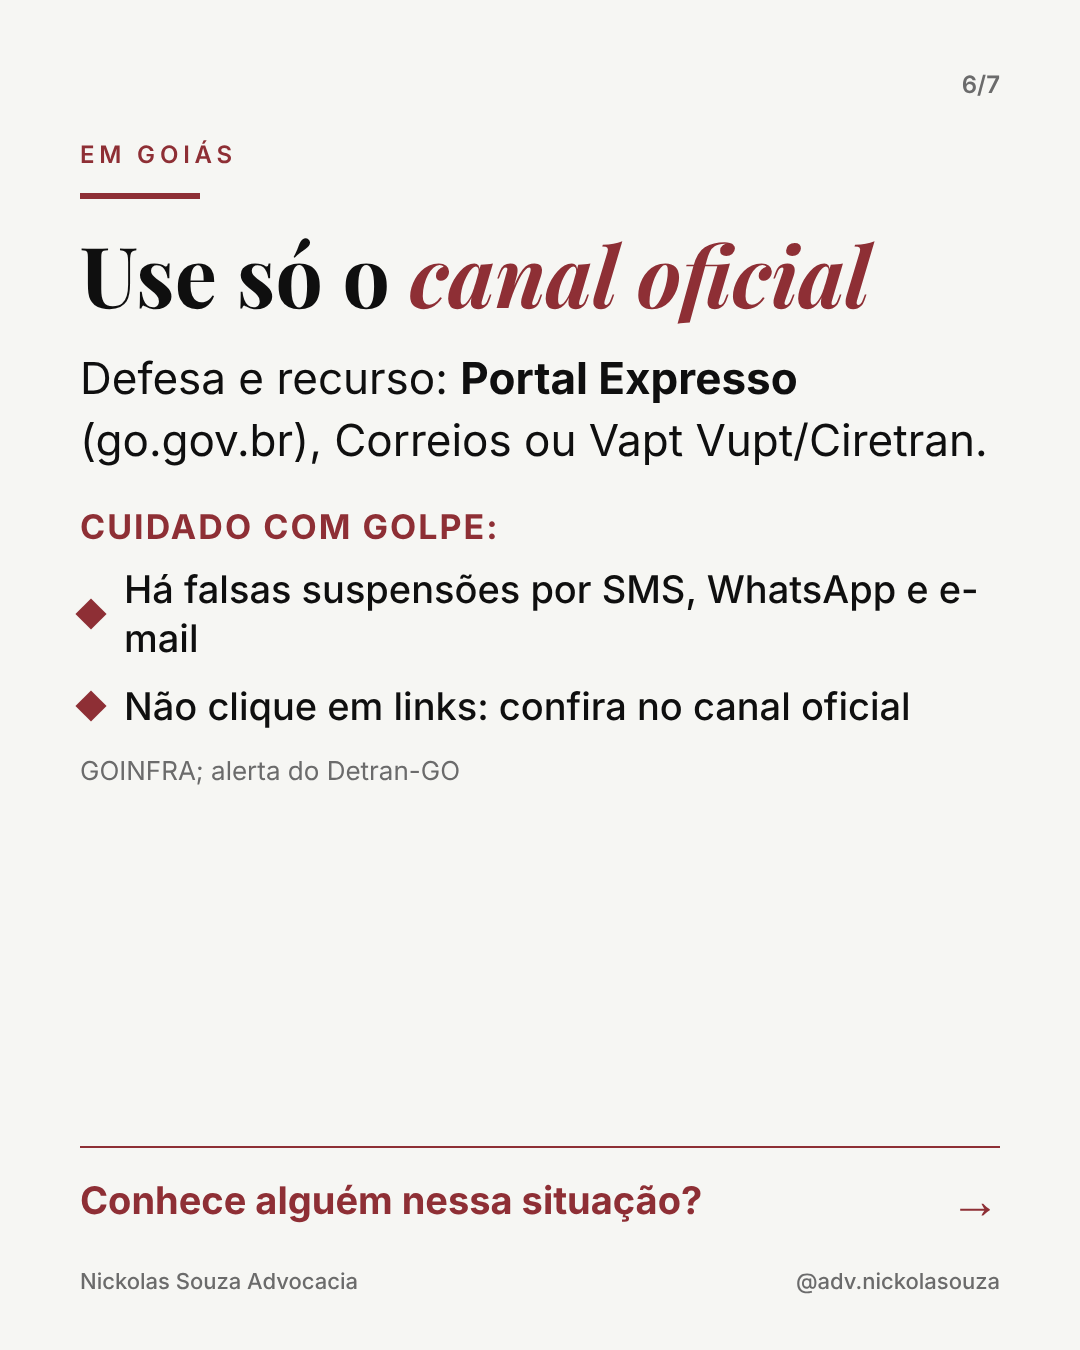 6/7
EM GOIÁS
Use só o canal oficial
Defesa e recurso: Portal Expresso
(go.gov.br), Correios ou Vapt Vupt/Ciretran.
CUIDADO COM GOLPE:
Há falsas suspensões por SMS, WhatsApp e e-
mail
Não clique em links: confira no canal oficial
GOINFRA; alerta do Detran-GO
Conhece alguém nessa situação? →
Nickolas Souza Advocacia @adv.nickolasouza